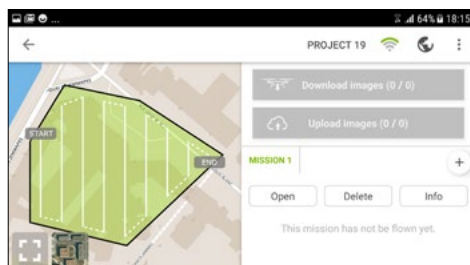 64% 18:15
PROJECT 19
Download images (0 / 0)
Upload images (0 / 0)
START
END
MISSION 1
+
Open Delete Info
This mission has not be flown yet.